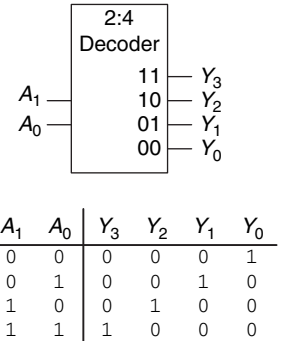 2:4
Decoder
11 Y3
A1 10 Y2
A0 01 Y1
00 Y0
A1 A0 Y3 Y2 Y1 Y0
0 0 0 0 0 1
0 1 0 0 1 0
1 0 0 1 0 0
1 1 1 0 0 0